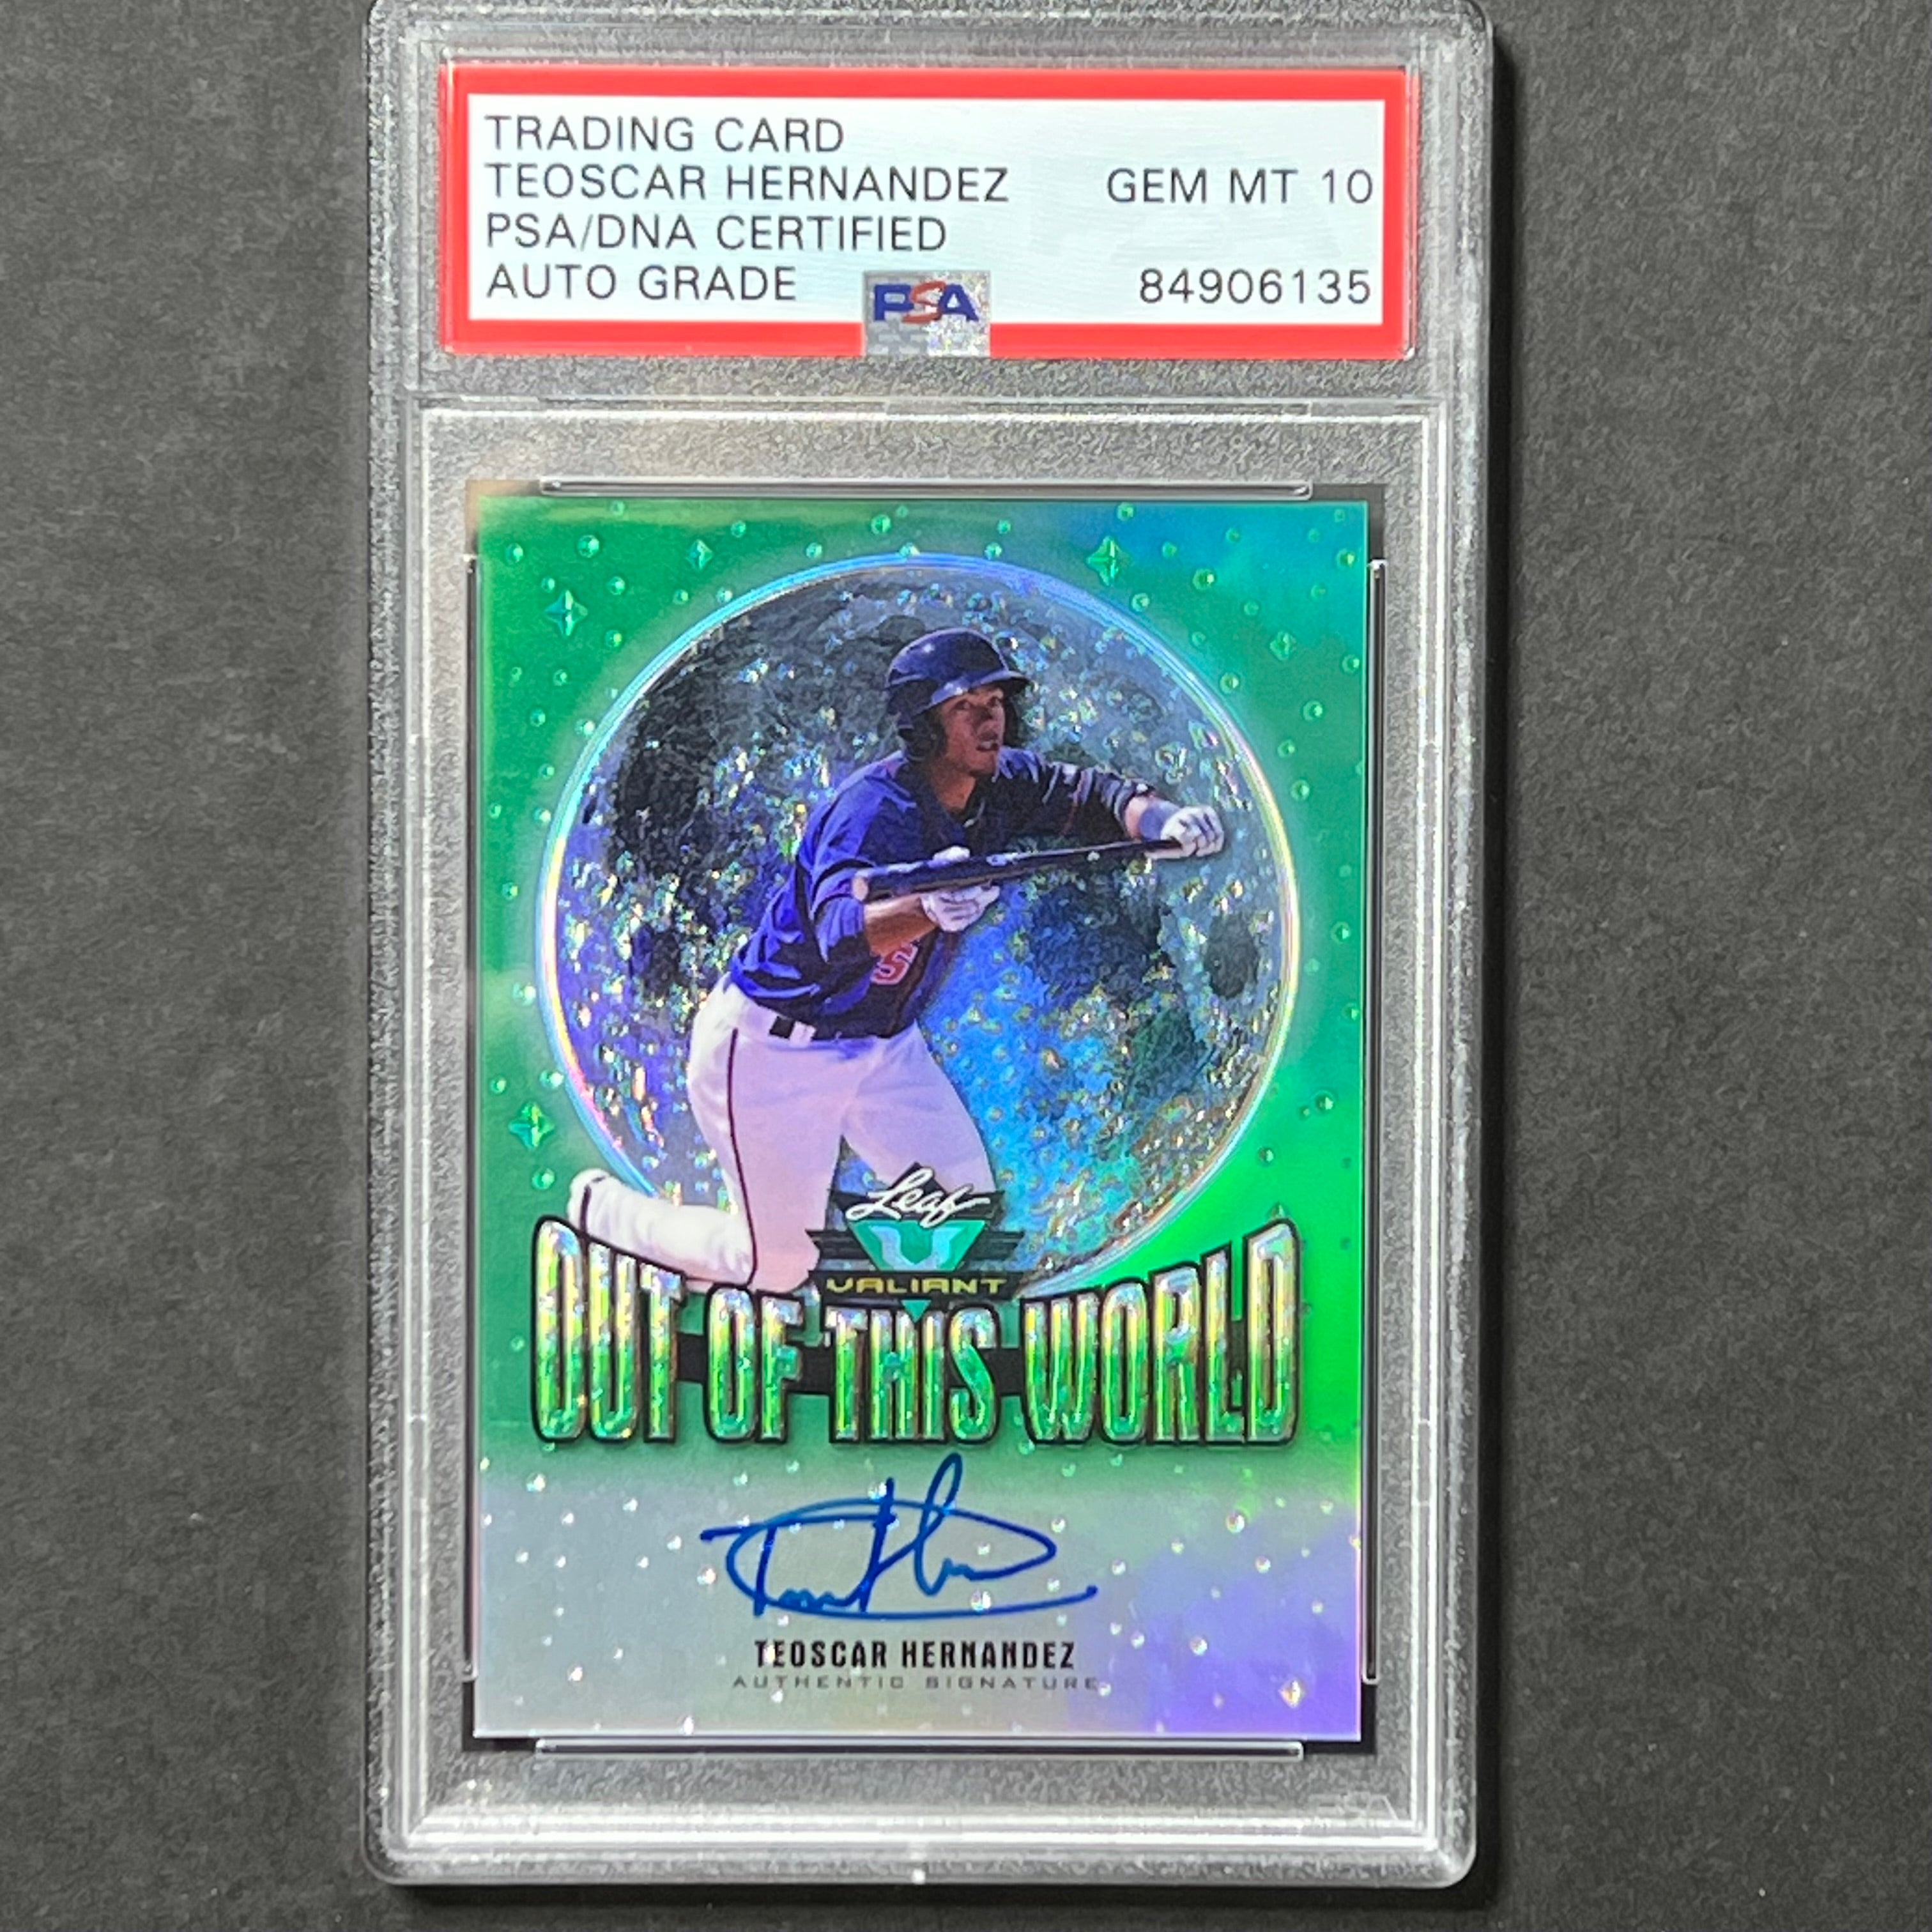 TRADING CARD
TEOSCAR HERNANDEZ GEM MT 10
PSA/DNA CERTIFIED
AUTO GRADE 84906135
PSA
Leaf
VALIANT
OUT OF THIS WORLD
TEOSCAR HERNANDEZ
AUTHENTIC SIGNATURE